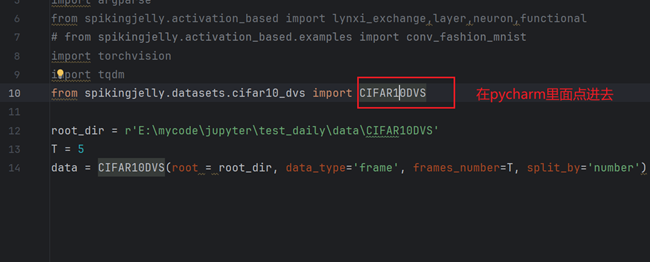 import argparse
6 from spikingjelly.activation_based import lynxi_exchange,layer,neuron,functional
7 # from spikingjelly.activation_based.examples import conv_fashion_mnist
8 import torchvision
9 import tqdm
10 from spikingjelly.datasets.cifar10_dvs import CIFAR10DVS 在pycharm里面点进去
11
12 root_dir = r'E:\mycode\jupyter\test_daily\data\CIFAR10DVS'
13 T = 5
14 data = CIFAR10DVS(root = root_dir, data_type='frame', frames_number=T, split_by='number')